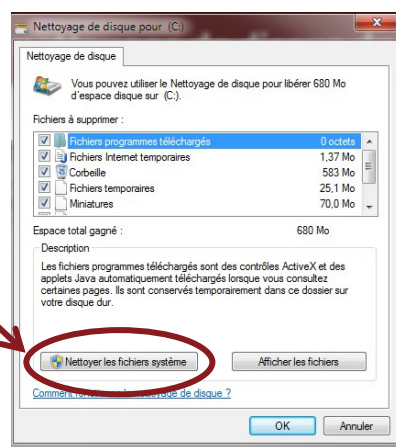 Nettoyage de disque pour (C:)
Nettoyage de disque
Vous pouvez utiliser le Nettoyage de disque pour libérer 680 Mo
d'espace disque sur (C:).
Fichiers à supprimer :
Fichiers programmes téléchargés 0 octets
Fichiers Internet temporaires 1,37 Mo
Corbeille 583 Mo
Fichiers temporaires 25,1 Mo
Miniatures 70,0 Mo
Espace total gagné : 680 Mo
Description
Les fichiers programmes téléchargés sont des contrôles ActiveX et des
applets Java automatiquement téléchargés lorsque vous consultez
certaines pages. Ils sont conservés temporairement dans ce dossier sur
votre disque dur.
Nettoyer les fichiers système Afficher les fichiers
Comment fonctionne le nettoyage de disque ?
OK Annuler